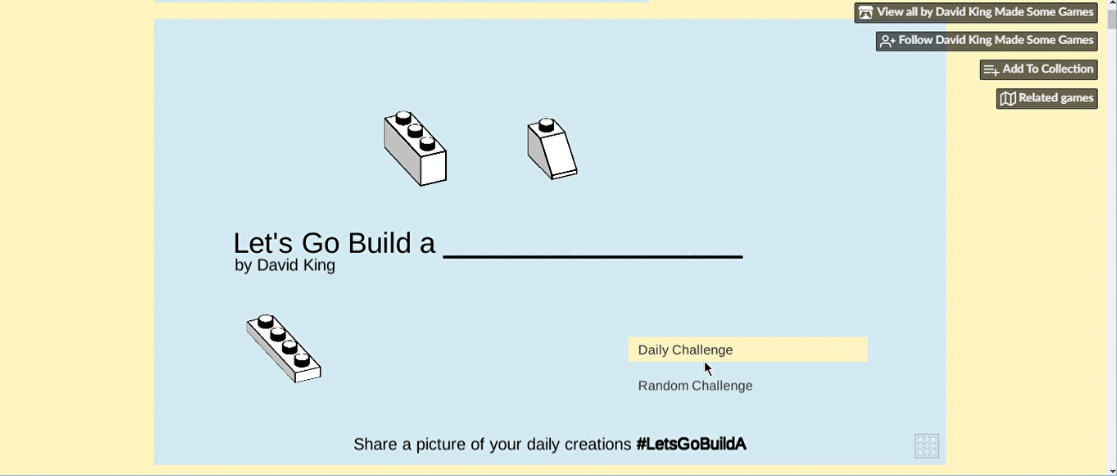 View all by David King Made Some Games
Follow David King Made Some Games
Add To Collection
Related games
Let's Go Build a ____________________
by David King
Daily Challenge
Random Challenge
Share a picture of your daily creations #LetsGoBuildA